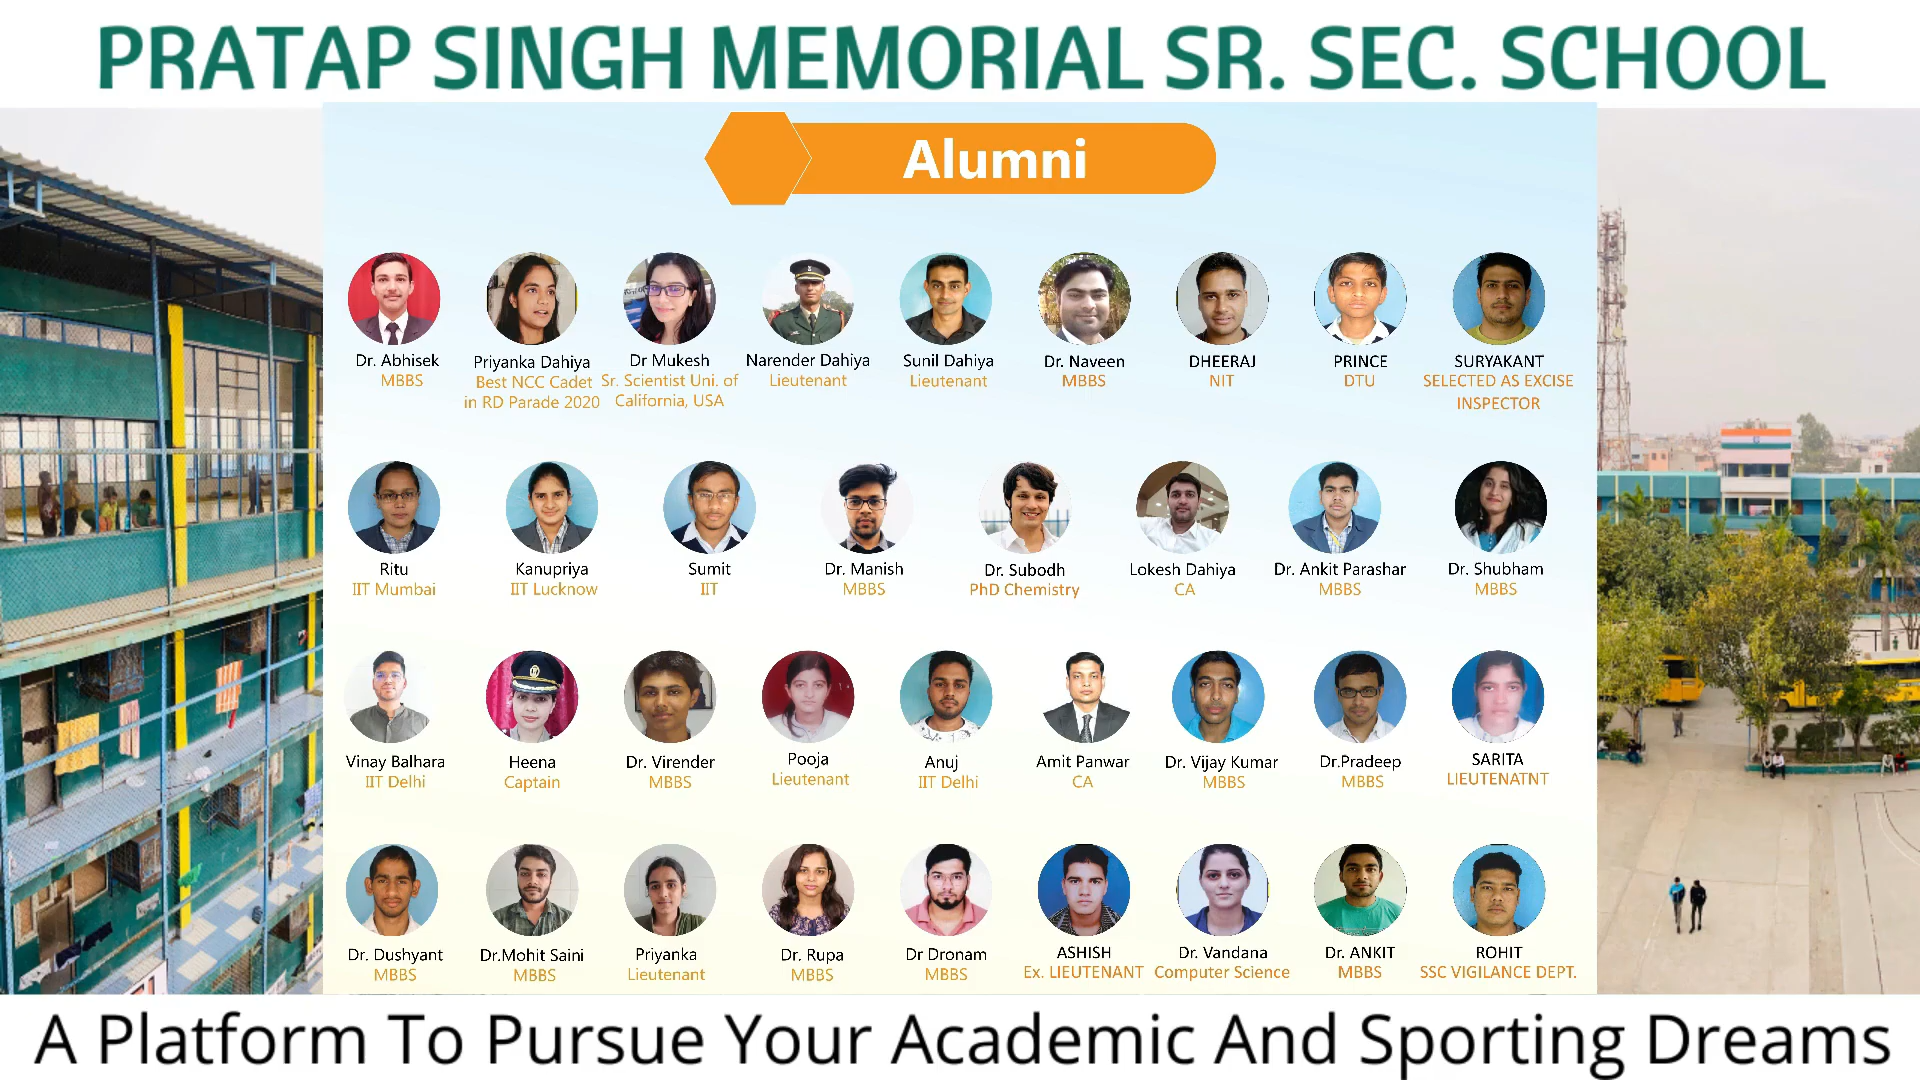 PRATAP SINGH MEMORIAL SR. SEC. SCHOOL
Alumni
Dr. Abhisek
MBBS
Priyanka Dahiya
Best NCC Cadet
in RD Parade 2020
Dr Mukesh
Sr. Scientist Uni. of
California, USA
Narender Dahiya
Lieutenant
Sunil Dahiya
Lieutenant
Dr. Naveen
MBBS
DHEERAJ
NIT
PRINCE
DTU
SURYAKANT
SELECTED AS EXCISE
INSPECTOR
Ritu
IIT Mumbai
Kanupriya
IIT Lucknow
Sumit
IIT
Dr. Manish
MBBS
Dr. Subodh
PhD Chemistry
Lokesh Dahiya
CA
Dr. Ankit Parashar
MBBS
Dr. Shubham
MBBS
Vinay Balhara
IIT Delhi
Heena
Captain
Dr. Virender
MBBS
Pooja
Lieutenant
Anuj
IIT Delhi
Amit Panwar
CA
Dr. Vijay Kumar
MBBS
Dr.Pradeep
MBBS
SARITA
LIEUTENATNT
Dr. Dushyant
MBBS
Dr.Mohit Saini
MBBS
Priyanka
Lieutenant
Dr. Rupa
MBBS
Dr Dronam
MBBS
ASHISH
Ex. LIEUTENANT
Dr. Vandana
Computer Science
Dr. ANKIT
MBBS
ROHIT
SSC VIGILANCE DEPT.
A Platform To Pursue Your Academic And Sporting Dreams